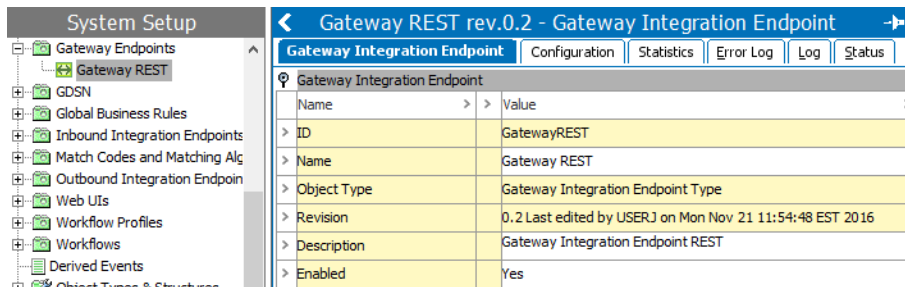 System Setup
Gateway Endpoints
Gateway REST
GDSN
Global Business Rules
Inbound Integration Endpoints
Match Codes and Matching Alg
Outbound Integration Endpoin
Web UIs
Workflow Profiles
Workflows
Derived Events
Object Types & Structures
Gateway REST rev.0.2 - Gateway Integration Endpoint
Gateway Integration Endpoint Configuration Statistics Error Log Log Status
Gateway Integration Endpoint
Name > > Value
> ID GatewayREST
> Name Gateway REST
> Object Type Gateway Integration Endpoint Type
> Revision 0.2 Last edited by USERJ on Mon Nov 21 11:54:48 EST 2016
> Description Gateway Integration Endpoint REST
> Enabled Yes